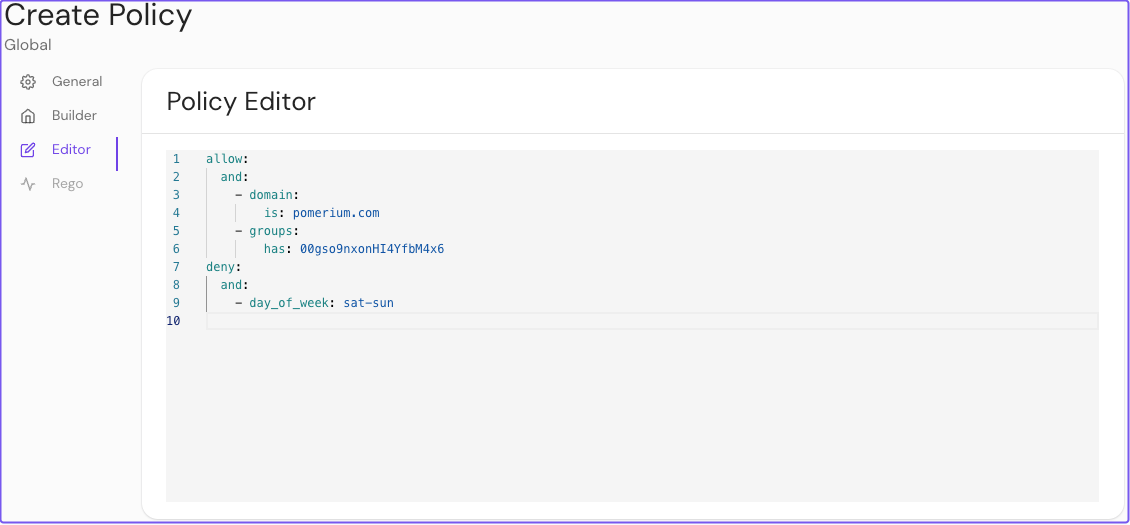 Create Policy
Global
General
Builder
Editor
Rego
Policy Editor
1 allow:
2   and:
3     - domain:
4         is: pomerium.com
5     - groups:
6         has: 00gso9nxonHI4YfbM4x6
7 deny:
8   and:
9     - day_of_week: sat-sun
10